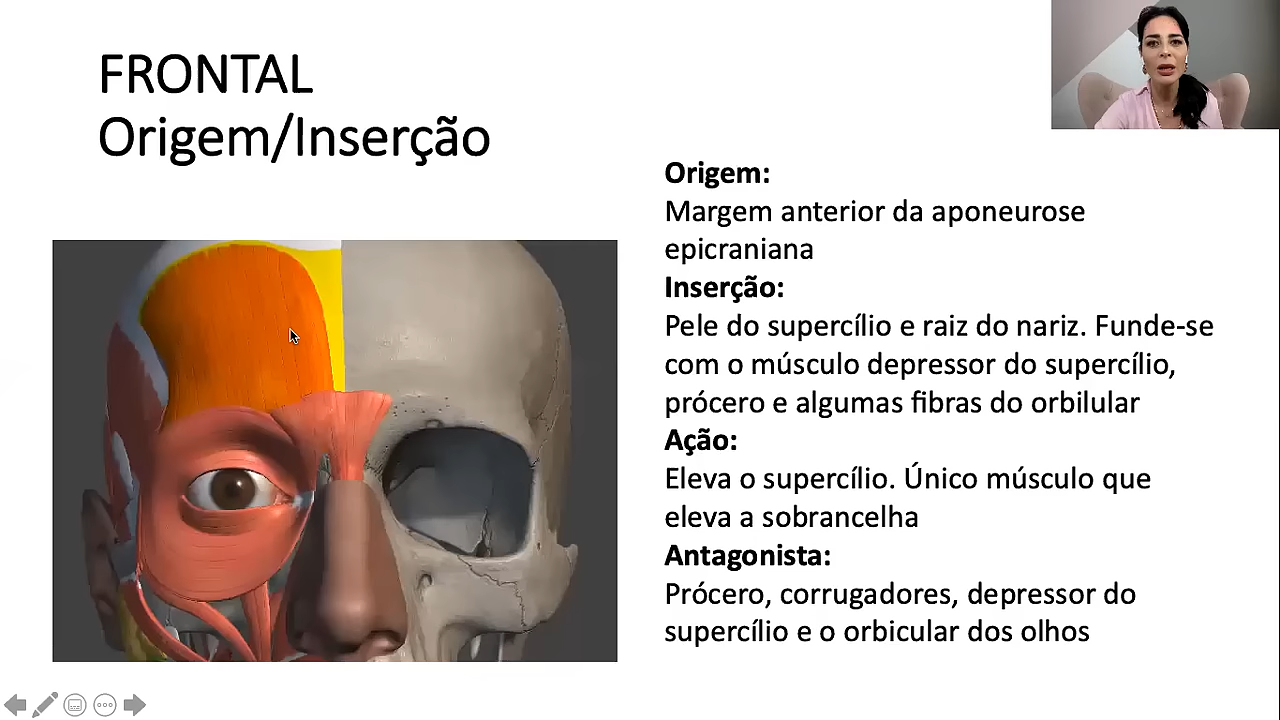 FRONTAL
Origem/Inserção
Origem:
Margem anterior da aponeurose
epicraniana
Inserção:
Pele do supercílio e raiz do nariz. Funde-se
com o músculo depressor do supercílio,
prócero e algumas fibras do orbilular
Ação:
Eleva o supercílio. Único músculo que
eleva a sobrancelha
Antagonista:
Prócero, corrugadores, depressor do
supercílio e o orbicular dos olhos